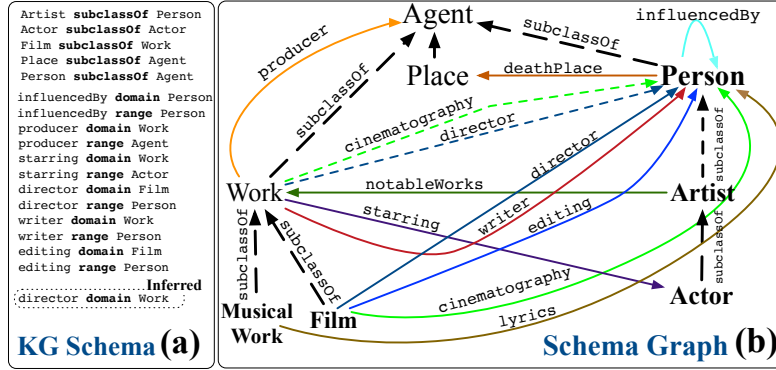 Artist subclassOf Person
Actor subclassOf Actor
Film subclassOf Work
Place subclassOf Agent
Person subclassOf Agent
influencedBy domain Person
influencedBy range Person
producer domain Work
producer range Agent
starring domain Work
starring range Actor
director domain Film
director range Person
writer domain Work
writer range Person
editing domain Film
editing range Person
Inferred
director domain Work
KG Schema (a)
Agent
subclassOf
influencedBy
producer
Place
deathPlace
Person
subclassOf
cinematography
director
director
subclassOf
Work
notableWorks
Artist
starring
writer
editing
subclassOf
subclassOf
subclassOf
cinematography
Actor
Musical
Work
Film
lyrics
Schema Graph (b)